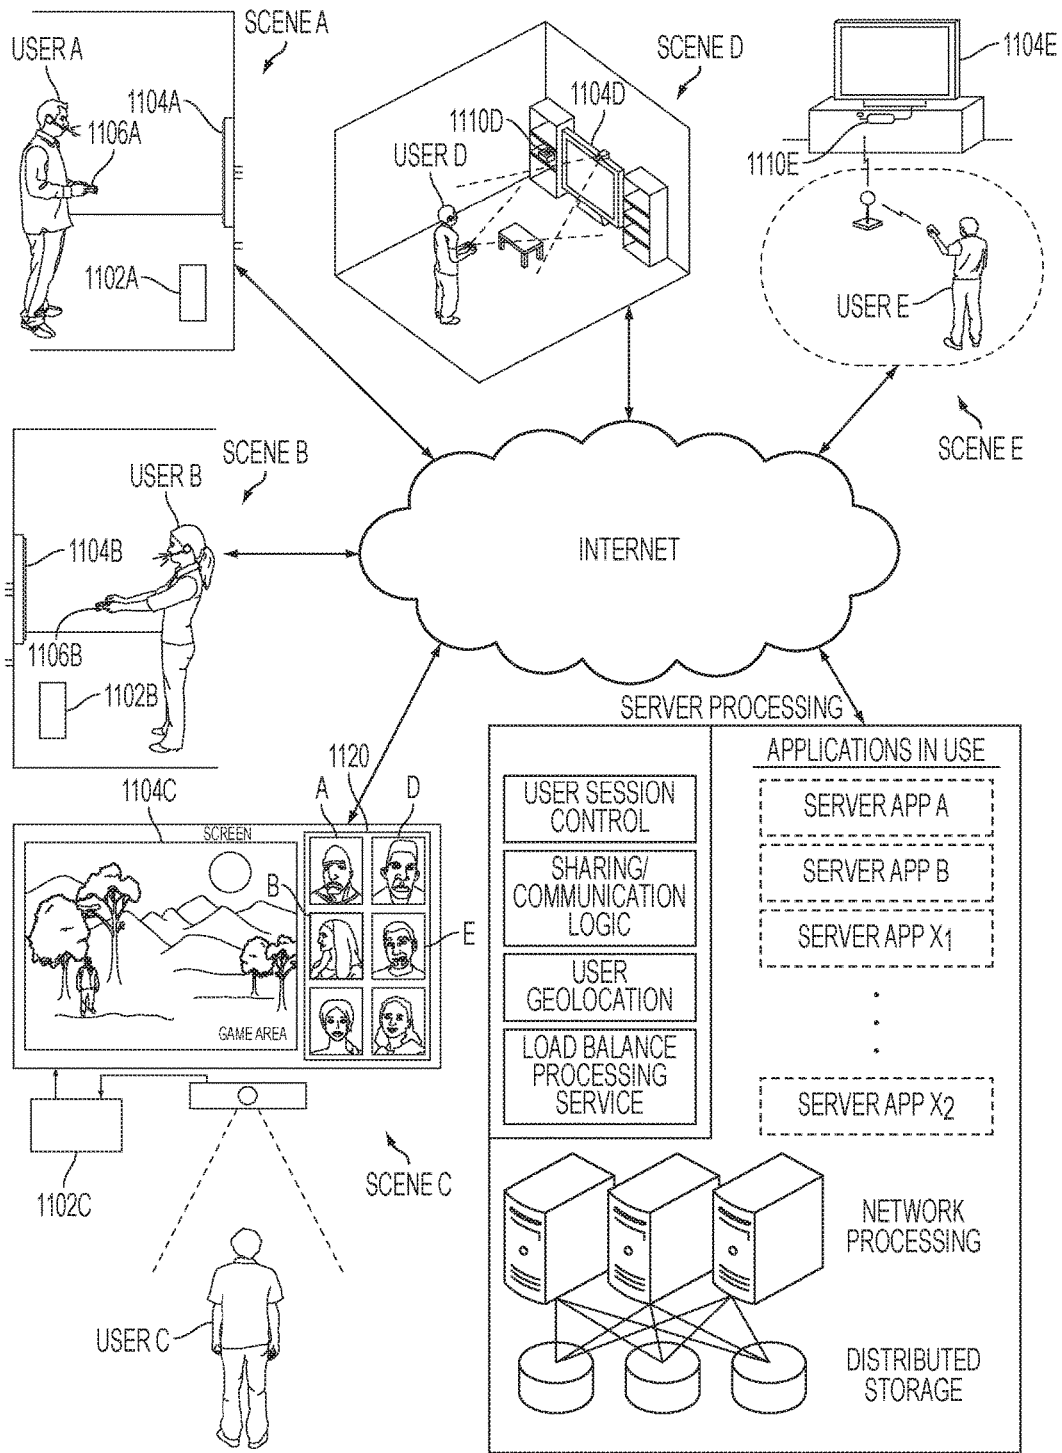 SCENE A
USER A
1104A
1106A
1102A
SCENE D
1104D
1110D
USER D
1104E
1110E
USER E
SCENE E
SCENE B
USER B
1104B
1106B
1102B
INTERNET
SERVER PROCESSING
1120
1104C
A
D
SCREEN
B
E
GAME AREA
1102C
SCENE C
USER C
USER SESSION
CONTROL
SHARING/
COMMUNICATION
LOGIC
USER
GEOLOCATION
LOAD BALANCE
PROCESSING
SERVICE
APPLICATIONS IN USE
SERVER APP A
SERVER APP B
SERVER APP X1
SERVER APP X2
NETWORK
PROCESSING
DISTRIBUTED
STORAGE